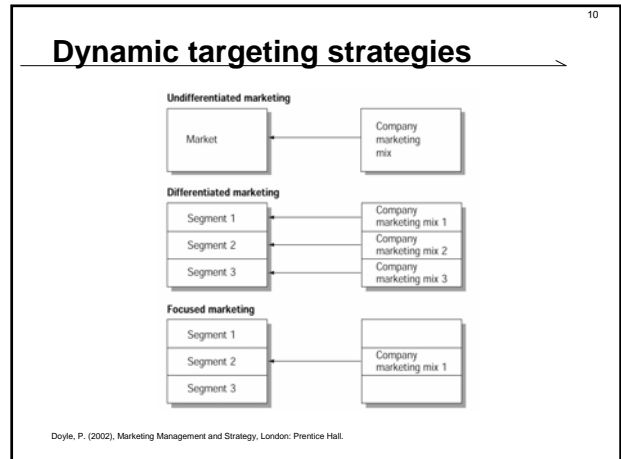 10
Dynamic targeting strategies
Undifferentiated marketing
Market
Company
marketing
mix
Differentiated marketing
Segment 1
Company
marketing mix 1
Segment 2
Company
marketing mix 2
Segment 3
Company
marketing mix 3
Focused marketing
Segment 1
Segment 2
Company
marketing mix 1
Segment 3
Doyle, P. (2002), Marketing Management and Strategy, London: Prentice Hall.